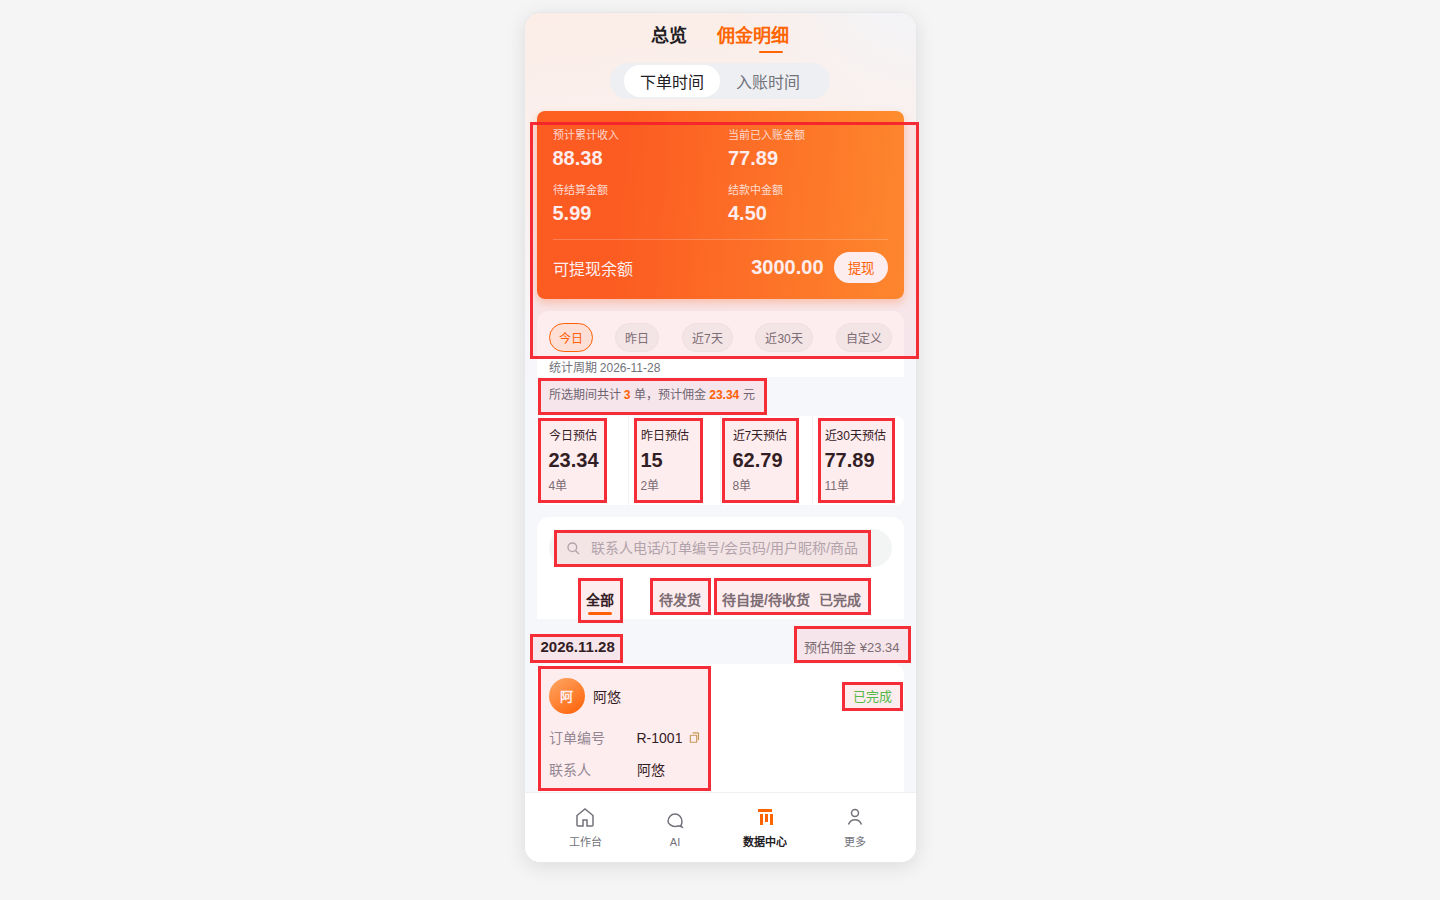 总览 佣金明细
下单时间 入账时间
预计累计收入 当前已入账金额
88.38 77.89
待结算金额 结款中金额
5.99 4.50
可提现余额 3000.00 提现
今日 昨日 近7天 近30天 自定义
统计周期 2026-11-28
所选期间共计 3 单，预计佣金 23.34 元
今日预估 昨日预估 近7天预估 近30天预估
23.34 15 62.79 77.89
4单 2单 8单 11单
联系人电话/订单编号/会员码/用户昵称/商品
全部 待发货 待自提/待收货 已完成
2026.11.28 预估佣金 ¥23.34
阿 阿悠 已完成
订单编号 R-1001
联系人 阿悠
工作台 AI 数据中心 更多